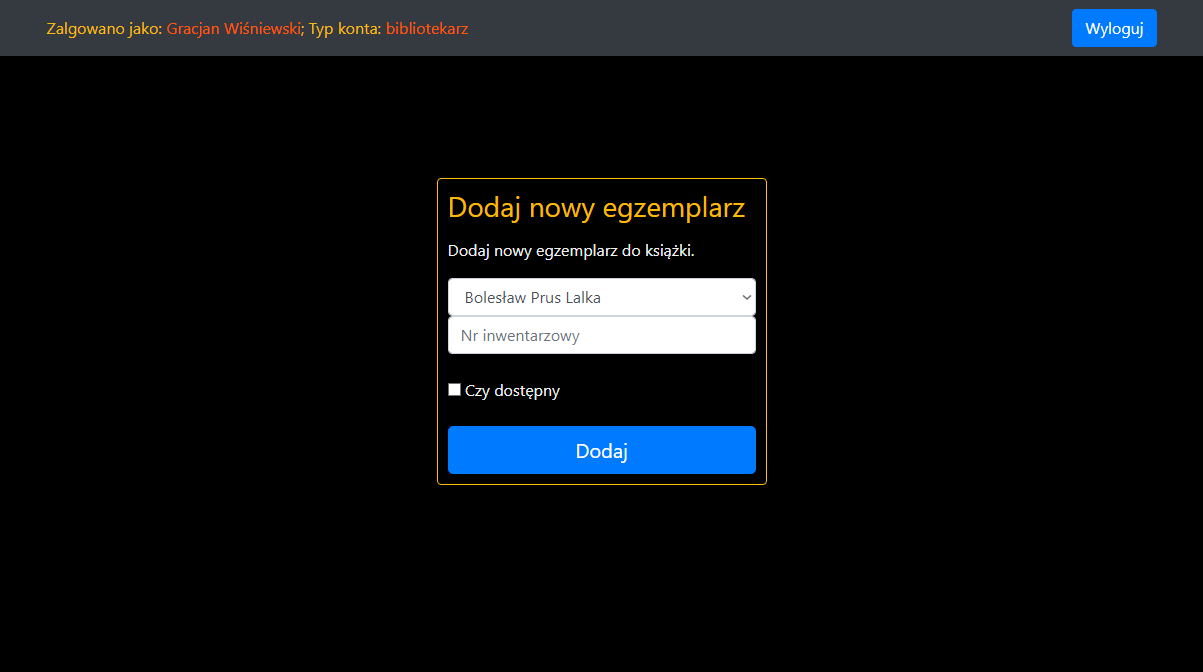 Zalgowano jako: Gracjan Wiśniewski; Typ konta: bibliotekarz
Wyloguj
Dodaj nowy egzemplarz
Dodaj nowy egzemplarz do książki.
Bolesław Prus Lalka
Nr inwentarzowy
Czy dostępny
Dodaj